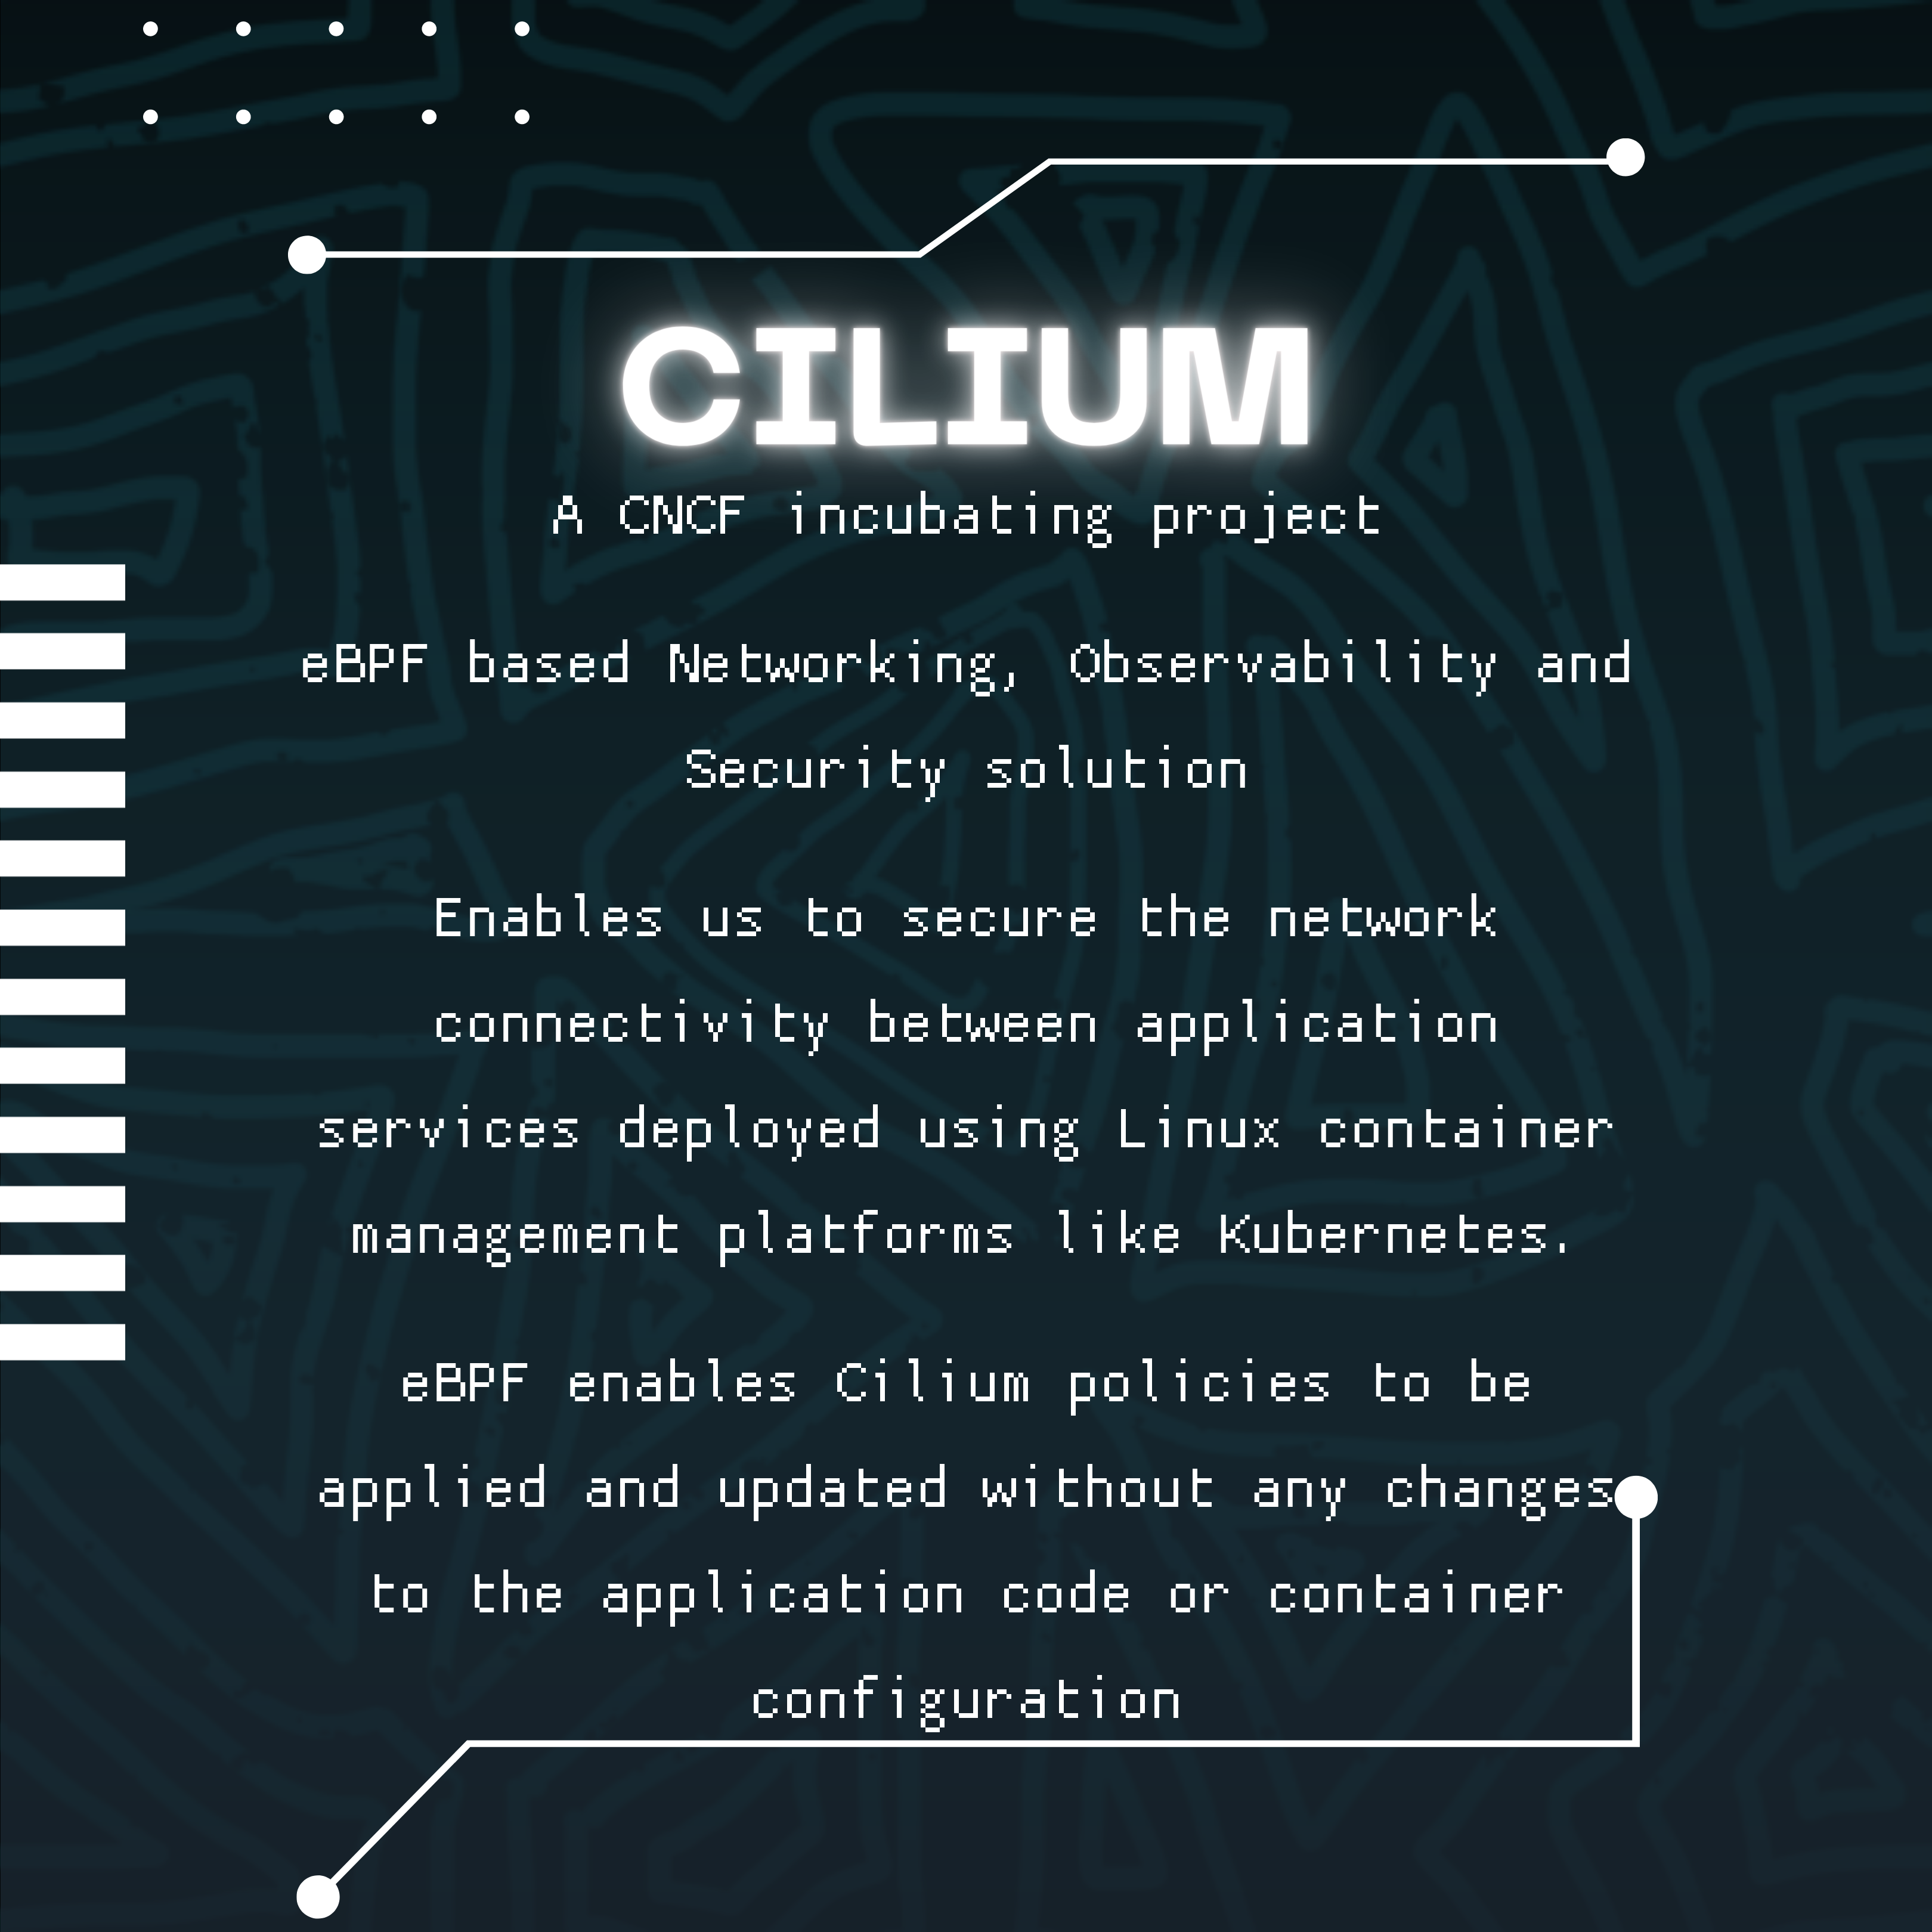 CILIUM
A CNCF incubating project
eBPF based Networking, Observability and
Security solution
Enables us to secure the network
connectivity between application
services deployed using Linux container
management platforms like Kubernetes.
eBPF enables Cilium policies to be
applied and updated without any changes
to the application code or container
configuration